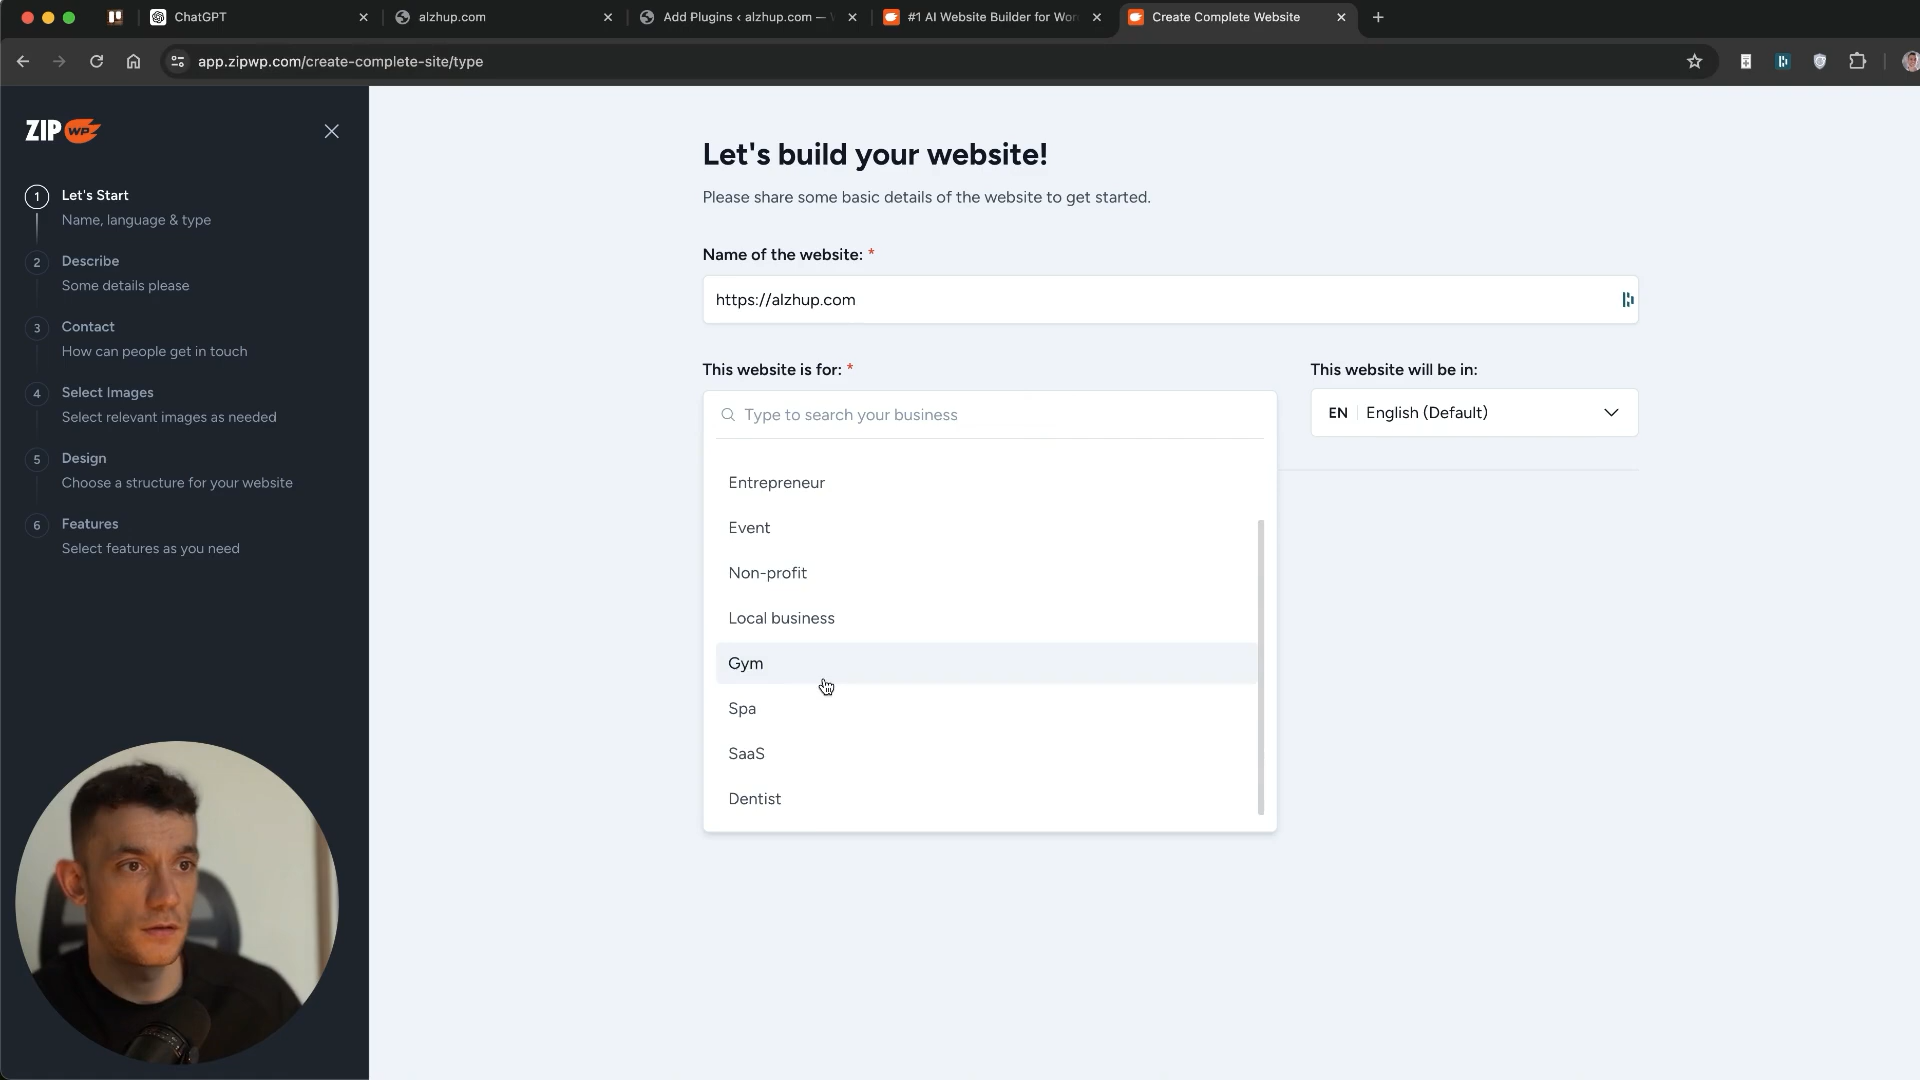 ChatGPT
alzhup.com
Add Plugins ‹ alzhup.com —
#1 AI Website Builder for Wor
Create Complete Website
app.zipwp.com/create-complete-site/type
ZIP WP
1 Let's Start
Name, language & type
2 Describe
Some details please
3 Contact
How can people get in touch
4 Select Images
Select relevant images as needed
5 Design
Choose a structure for your website
6 Features
Select features as you need
Let's build your website!
Please share some basic details of the website to get started.
Name of the website: *
https://alzhup.com
This website is for: *
Type to search your business
Entrepreneur
Event
Non-profit
Local business
Gym
Spa
SaaS
Dentist
This website will be in:
EN English (Default)